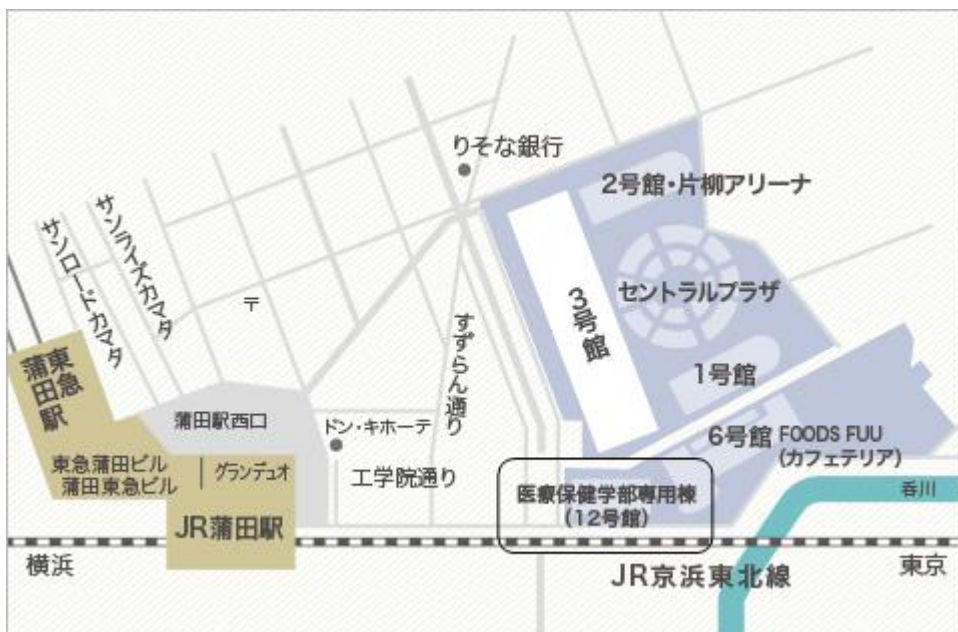 りそな銀行
2号館・片柳アリーナ
サンライズカマタ
サンロードカマタ
〒
セントラルプラザ
3号館
すずらん通り
東急
蒲田駅
1号館
蒲田駅西口
ドン・キホーテ
6号館 FOODS FUU
(カフェテリア)
東急蒲田ビル
蒲田東急ビル
グランデュオ
工学院通り
医療保健学部専用棟
(12号館)
呑川
JR蒲田駅
横浜
東京
JR京浜東北線